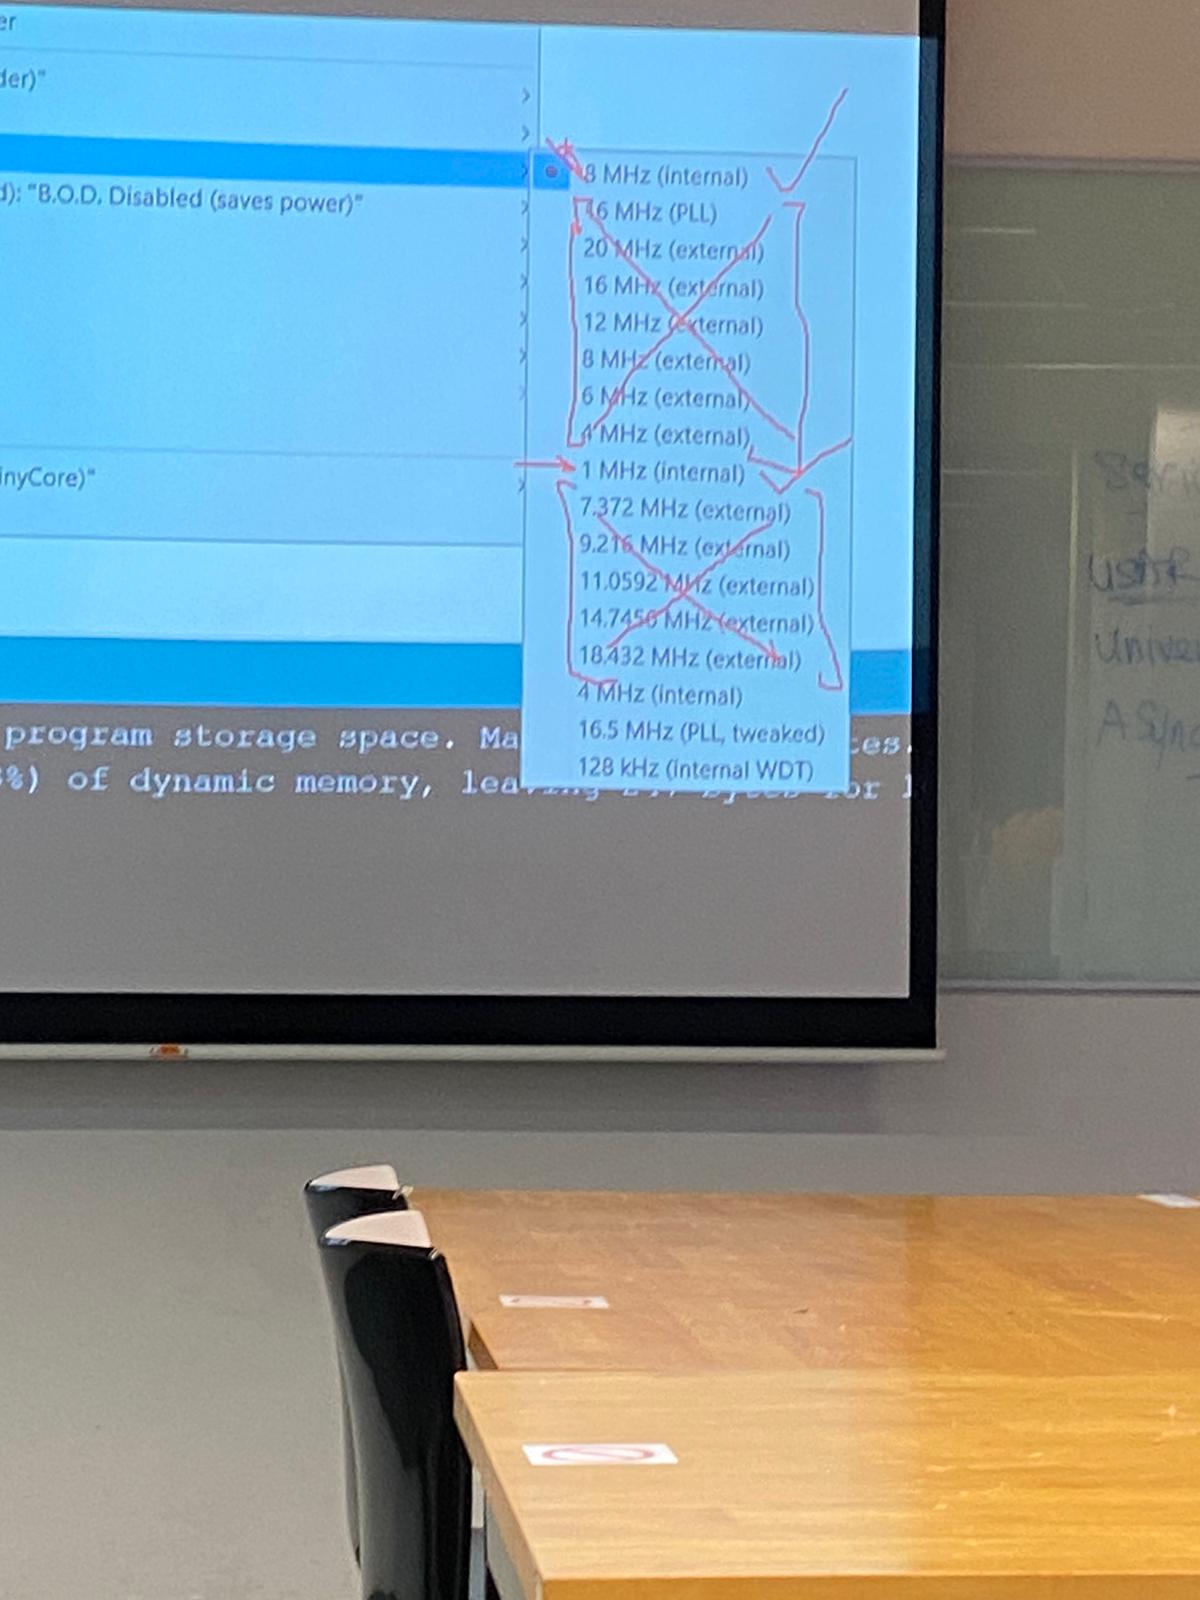 er
der)"
d): "B.O.D. Disabled (saves power)"
8 MHz (internal)
16 MHz (PLL)
20 MHz (external)
16 MHz (external)
12 MHz (external)
8 MHz (external)
6 MHz (external)
4 MHz (external)
1 MHz (internal)
7.372 MHz (external)
9.216 MHz (external)
11.0592 MHz (external)
14.7456 MHz (external)
18.432 MHz (external)
4 MHz (internal)
16.5 MHz (PLL, tweaked)
128 kHz (internal WDT)
inyCore)"
program storage space. Ma tes.
%) of dynamic memory, lea or l
Univer